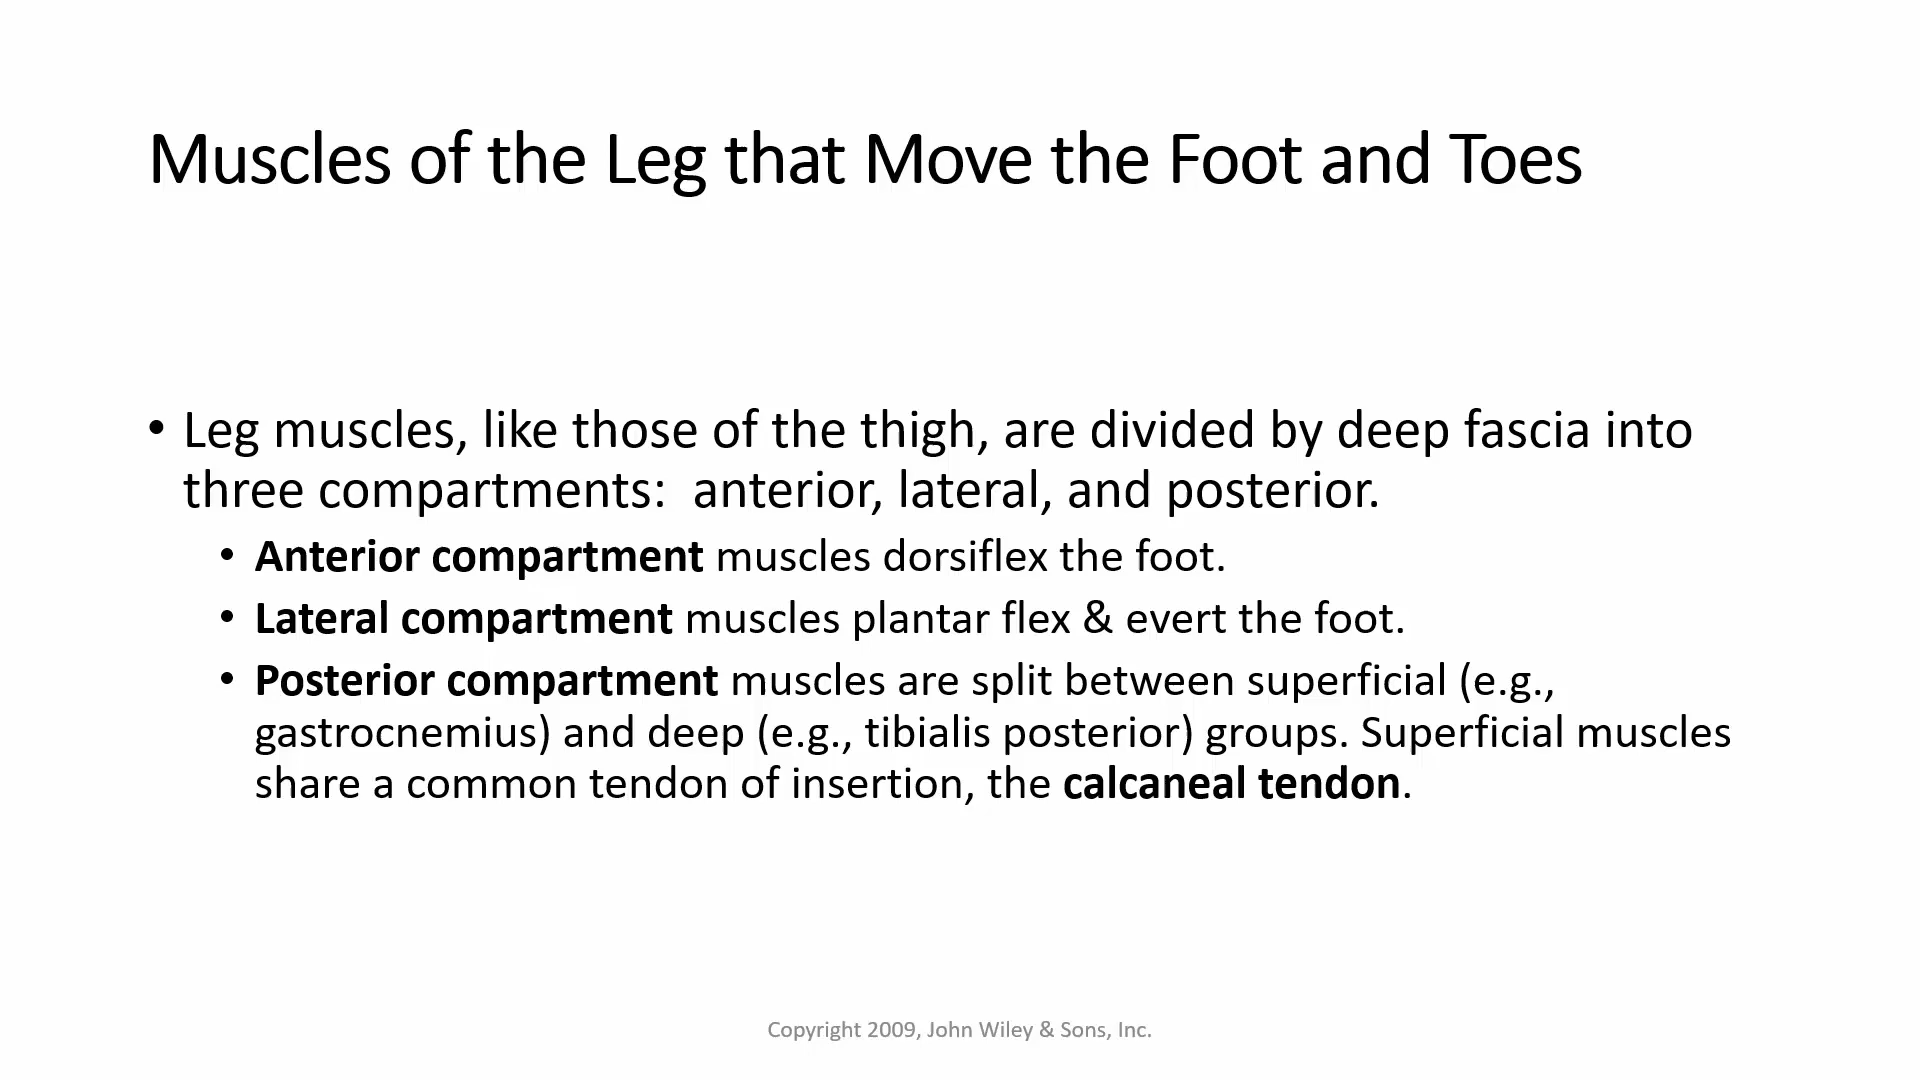 Muscles of the Leg that Move the Foot and Toes
• Leg muscles, like those of the thigh, are divided by deep fascia into
three compartments:  anterior, lateral, and posterior.
• Anterior compartment muscles dorsiflex the foot.
• Lateral compartment muscles plantar flex & evert the foot.
• Posterior compartment muscles are split between superficial (e.g.,
gastrocnemius) and deep (e.g., tibialis posterior) groups. Superficial muscles
share a common tendon of insertion, the calcaneal tendon.
Copyright 2009, John Wiley & Sons, Inc.